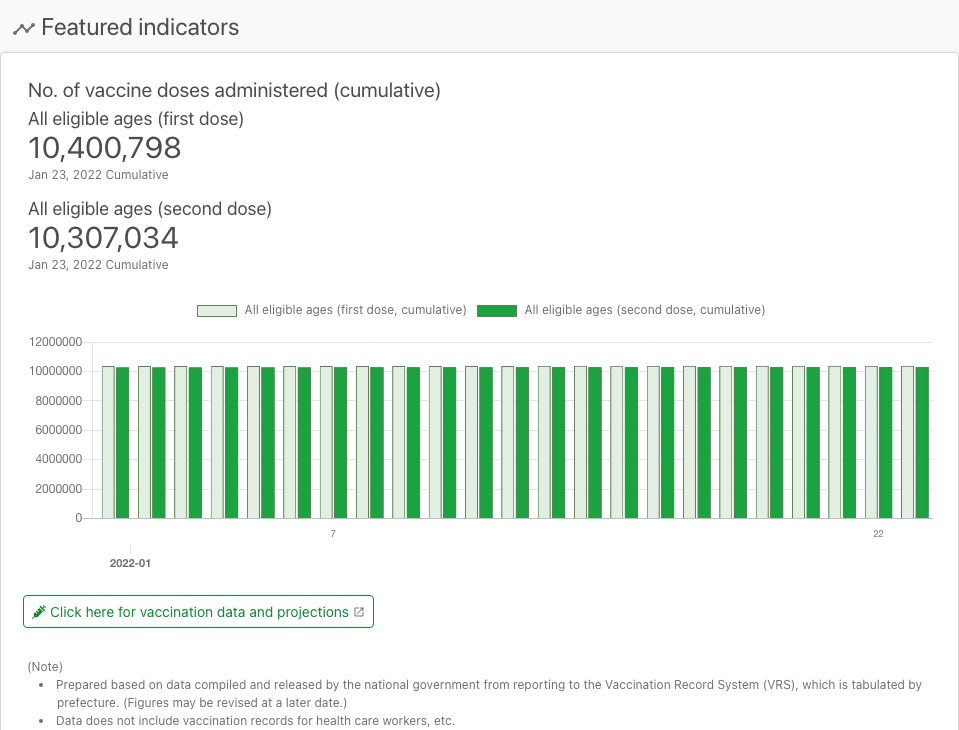 Featured indicators
No. of vaccine doses administered (cumulative)
All eligible ages (first dose)
10,400,798
Jan 23, 2022 Cumulative
All eligible ages (second dose)
10,307,034
Jan 23, 2022 Cumulative
All eligible ages (first dose, cumulative) All eligible ages (second dose, cumulative)
12000000
10000000
8000000
6000000
4000000
2000000
0
7 22
2022-01
Click here for vaccination data and projections
(Note)
• Prepared based on data compiled and released by the national government from reporting to the Vaccination Record System (VRS), which is tabulated by
prefecture. (Figures may be revised at a later date.)
• Data does not include vaccination records for health care workers, etc.